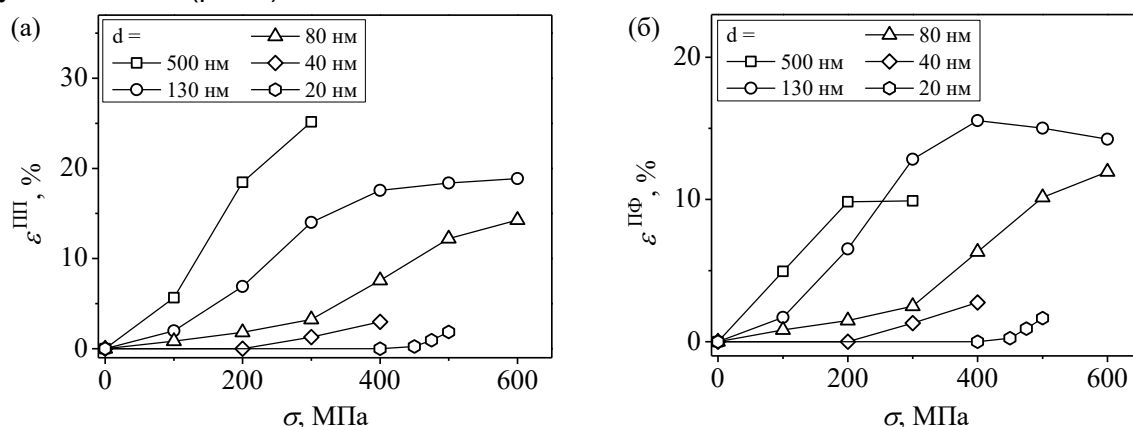 (а)
d =
500 нм
130 нм
80 нм
40 нм
20 нм
ε^ПП, %
30
20
10
0
0 200 400 600
σ, МПа
(б)
d =
500 нм
130 нм
80 нм
40 нм
20 нм
ε^ПФ, %
20
10
0
0 200 400 600
σ, МПа